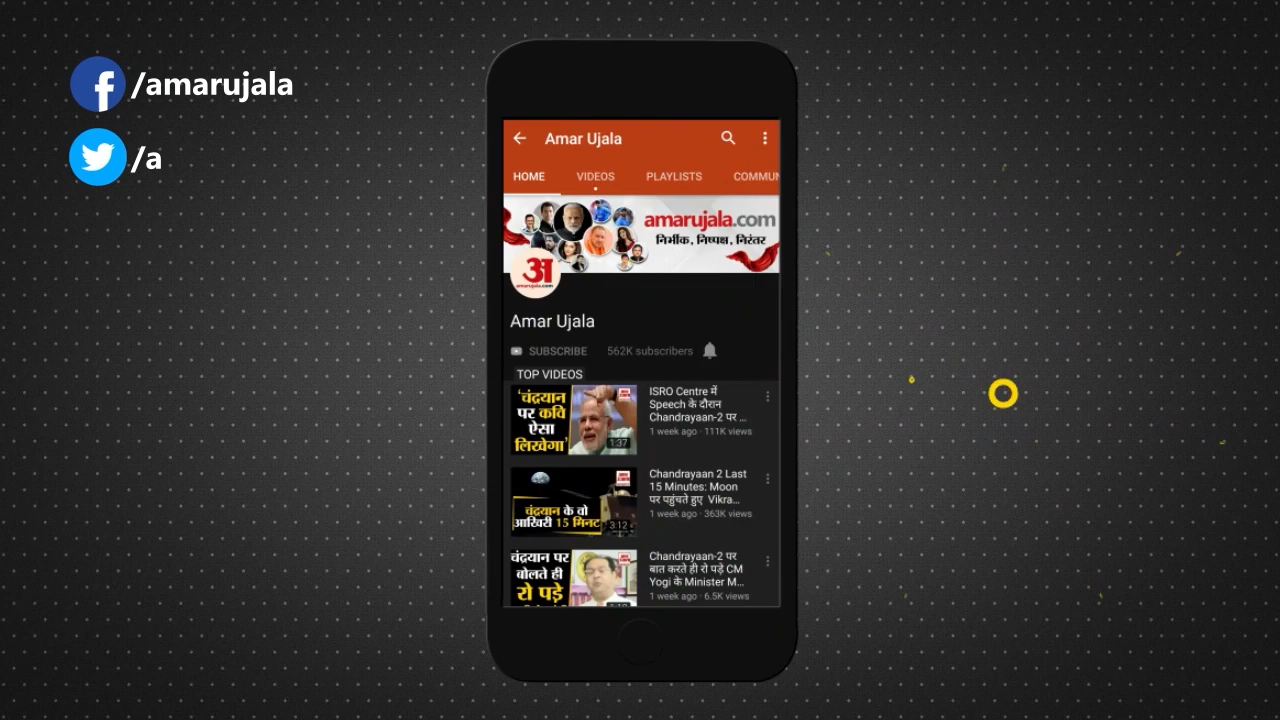 /amarujala
/a
Amar Ujala
HOME VIDEOS PLAYLISTS COMMUN
amarujala.com
निर्भीक, निष्पक्ष, निरंतर
अ
amarujala.com
Amar Ujala
SUBSCRIBE 562K subscribers
TOP VIDEOS
'चंद्रयान
पर कवि
ऐसा
लिखेगा'
1:37
ISRO Centre में
Speech के दौरान
Chandrayaan-2 पर ...
1 week ago · 111K views
चंद्रयान के वो
आखिरी 15 मिनट
3:12
Chandrayaan 2 Last
15 Minutes: Moon
पर पहुंचते हुए Vikra...
1 week ago · 363K views
चंद्रयान पर
बोलते ही
रो पड़े
Chandrayaan-2 पर
बात करते ही रो पड़े CM
Yogi के Minister M...
1 week ago · 6.5K views